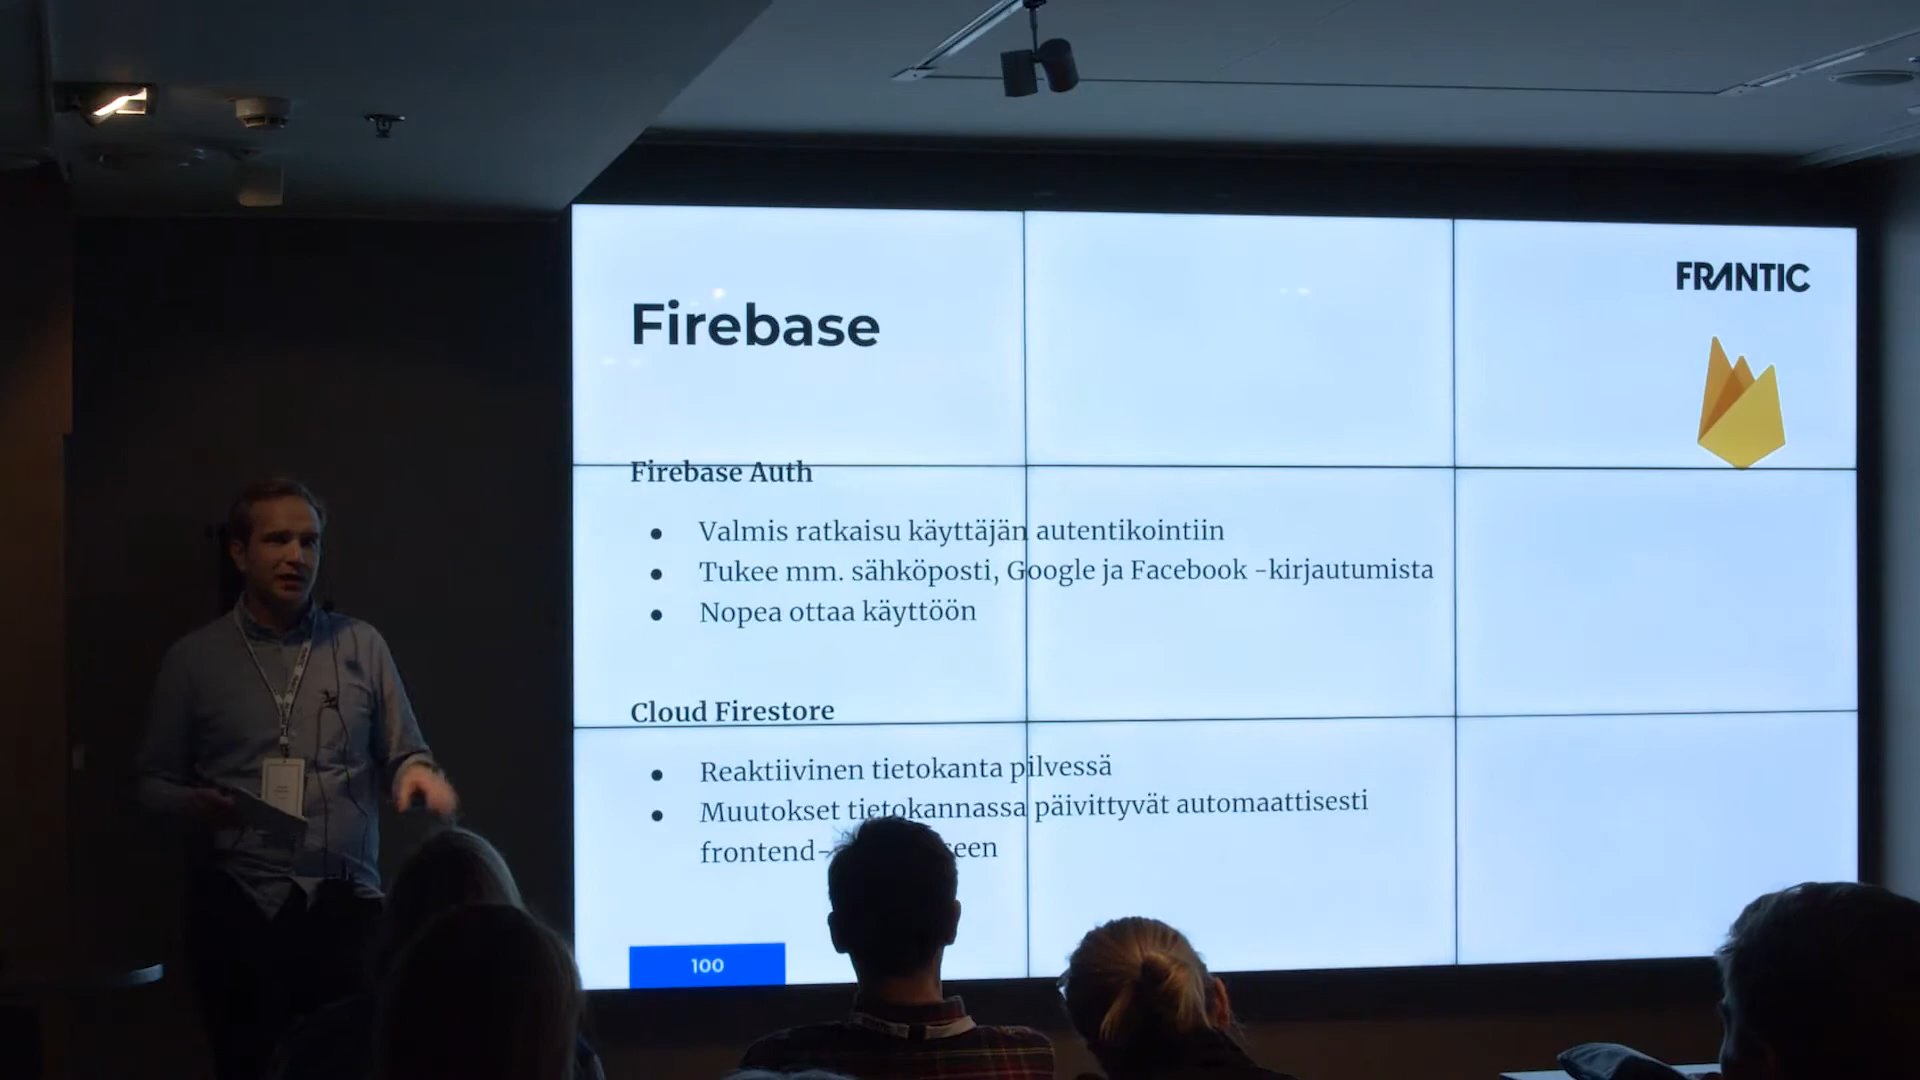 FRANTIC
Firebase
Firebase Auth
● Valmis ratkaisu käyttäjän autentikointiin
● Tukee mm. sähköposti, Google ja Facebook -kirjautumista
● Nopea ottaa käyttöön
Cloud Firestore
● Reaktiivinen tietokanta pilvessä
● Muutokset tietokannassa päivittyvät automaattisesti
frontend-
100